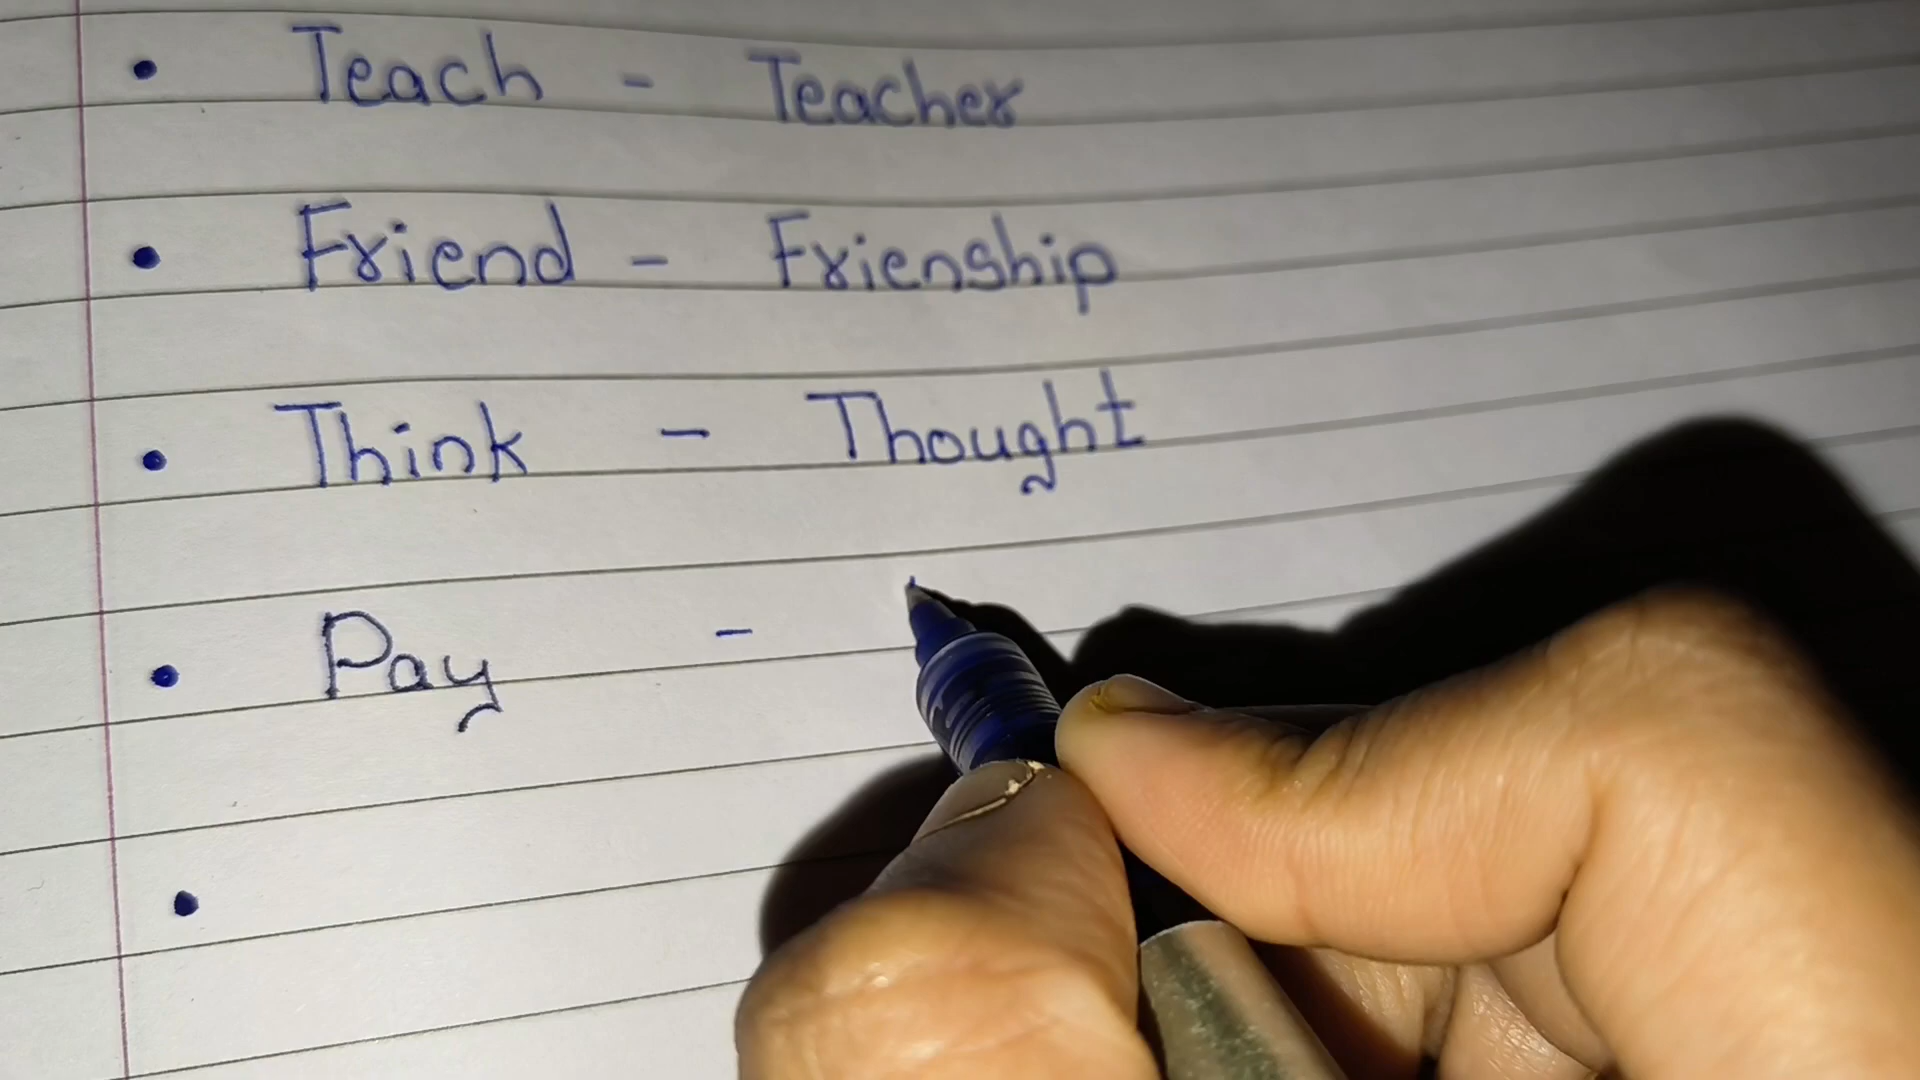 • Teach - Teacher
• Friend - Frienship
• Think - Thought
• Pay -
•